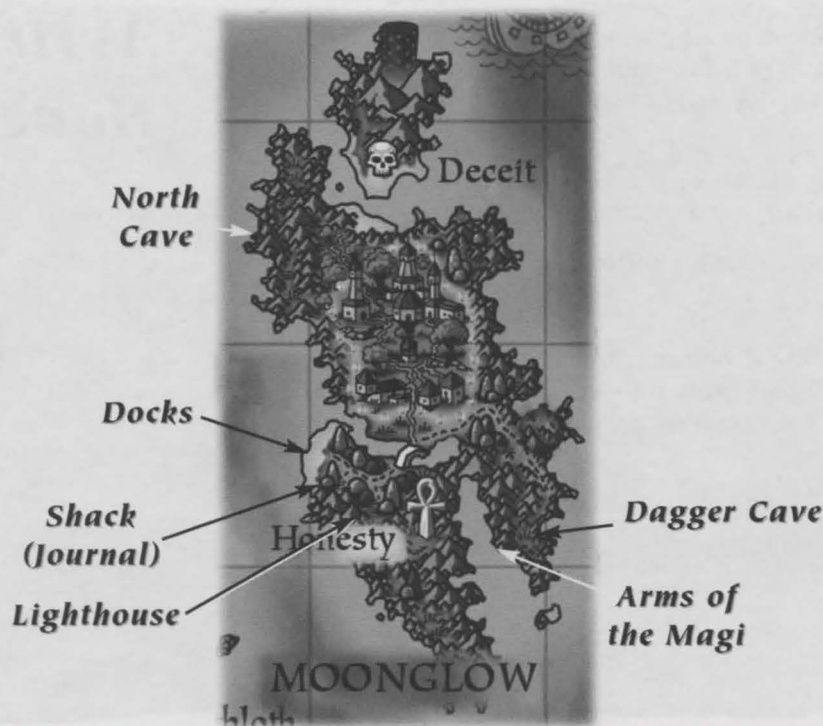 Deceit
North
Cave
Docks
Shack
(Journal)
Honesty
Dagger Cave
Lighthouse
Arms of
the Magi
MOONGLOW